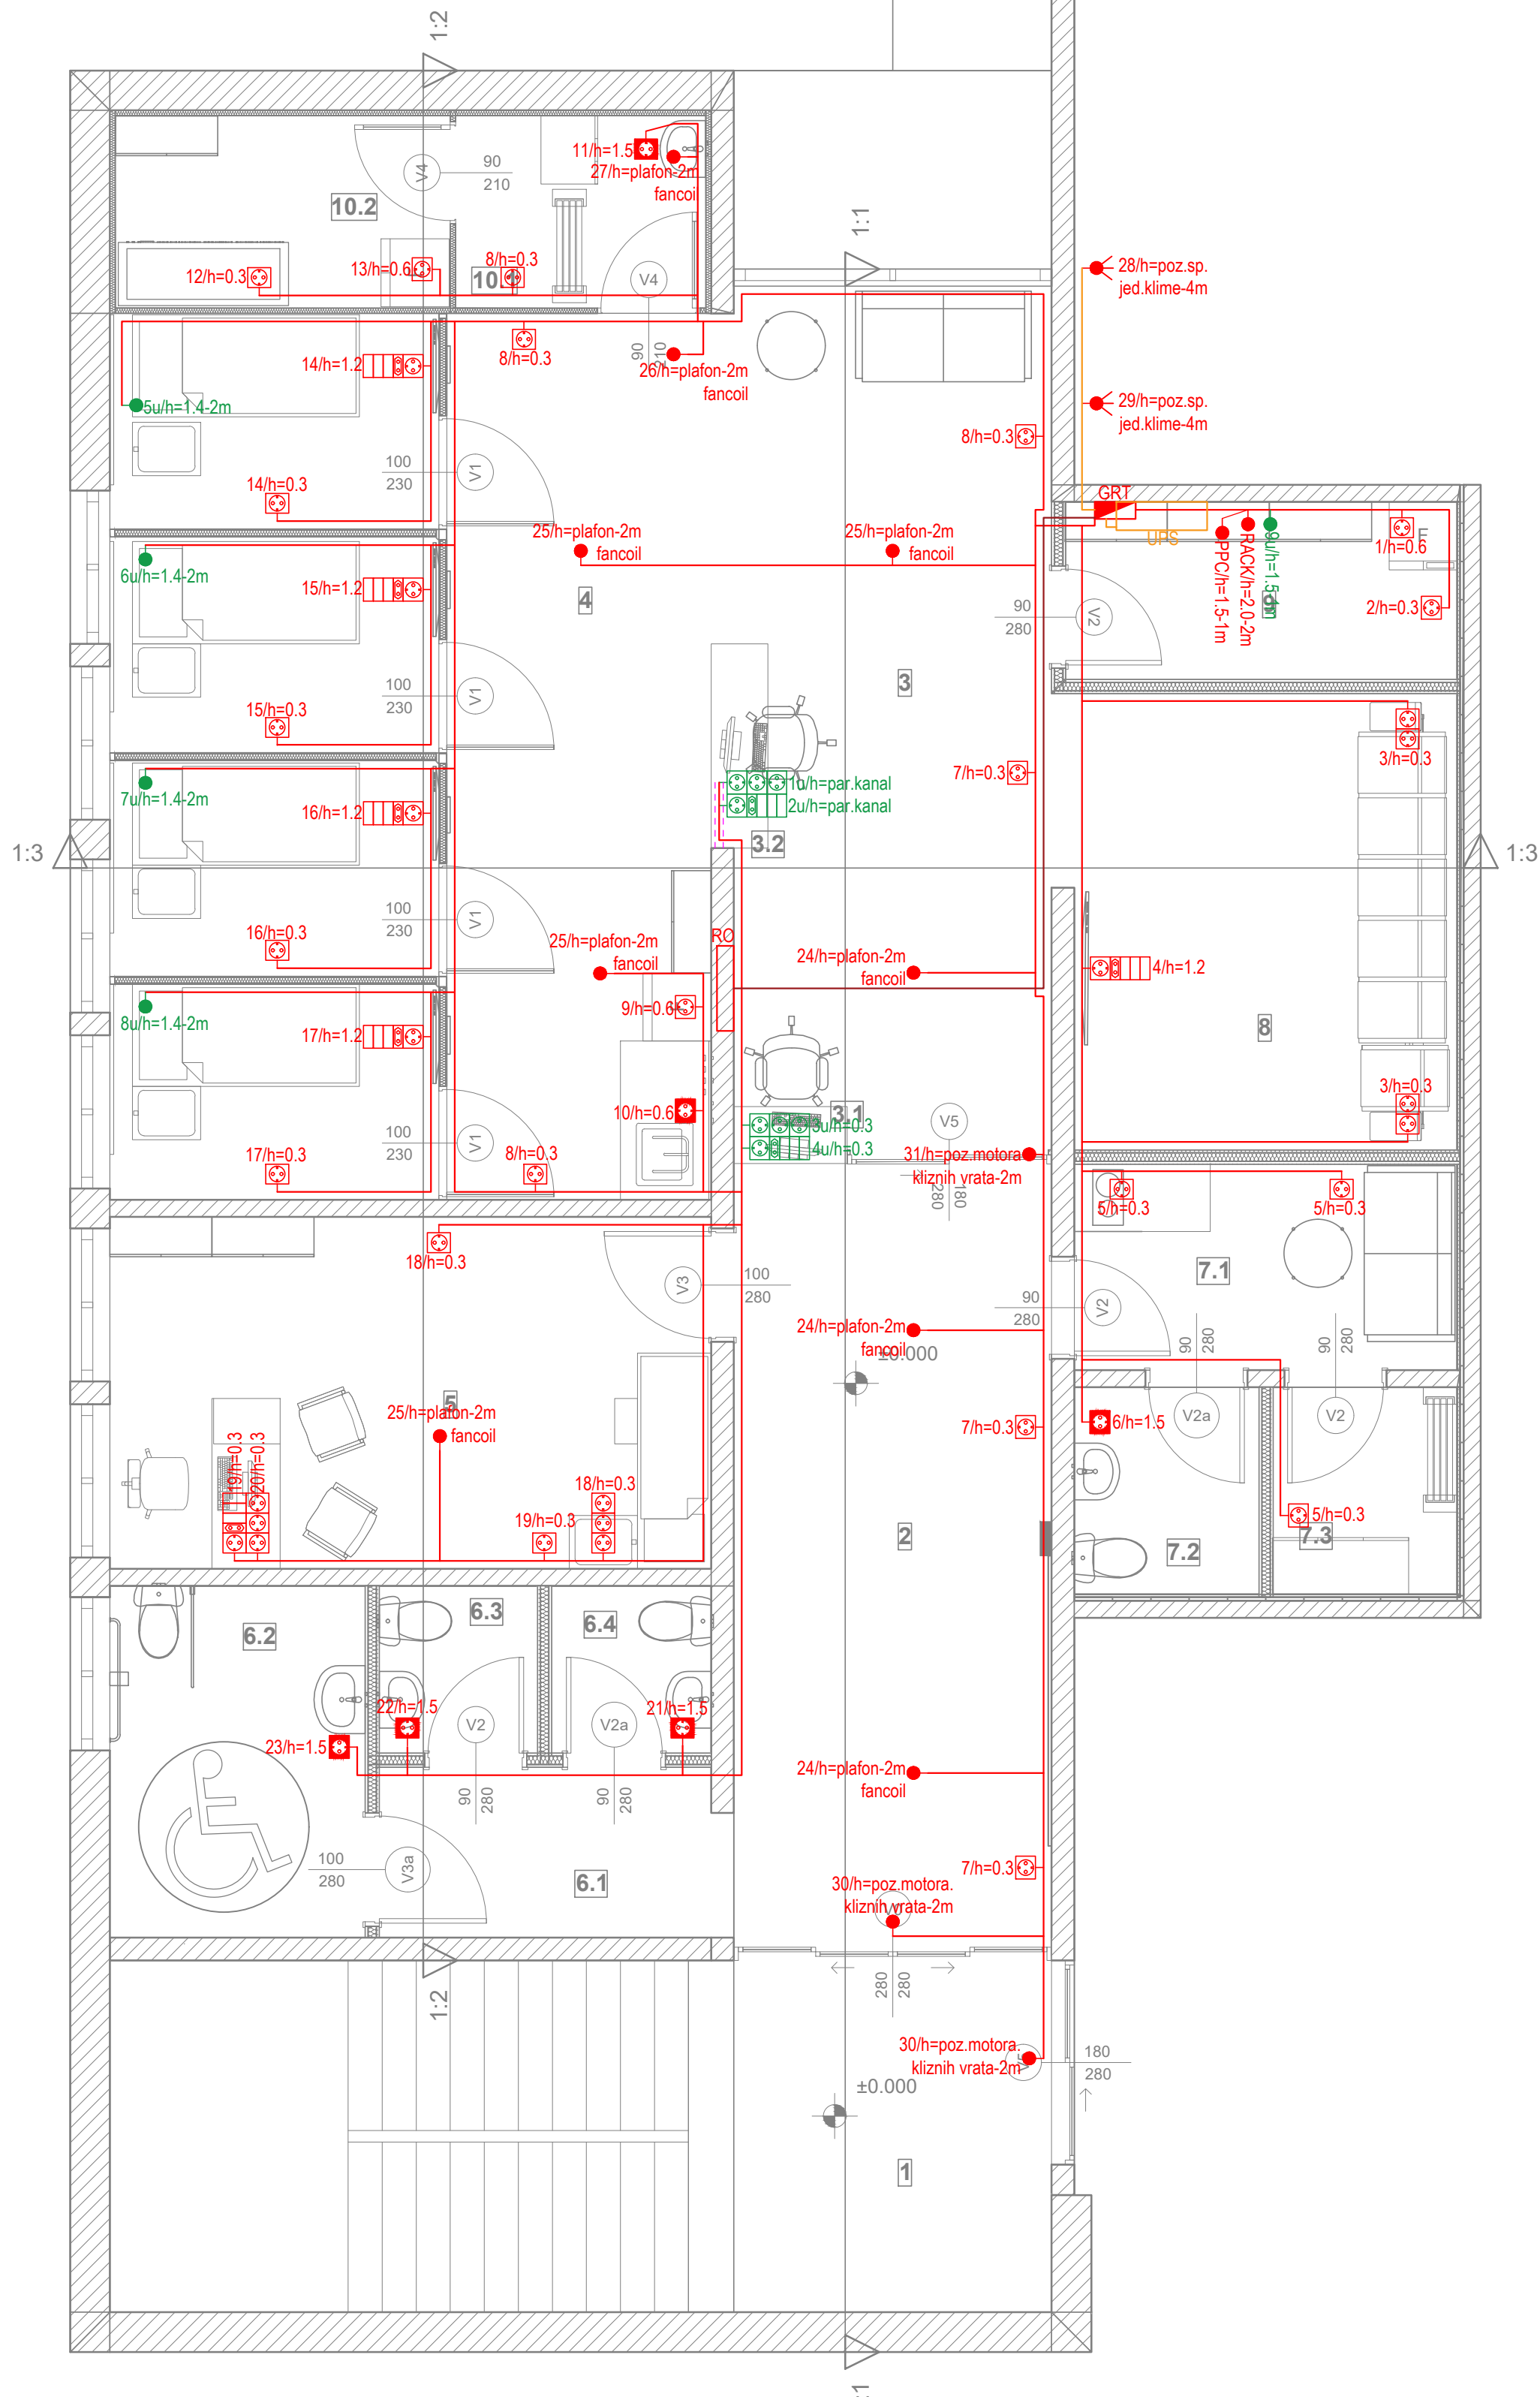 1:2
11/h=1.5
27/h=plafon-2m
fancoil
V4
90
210
10.2
1:1
12/h=0.3
13/h=0.6
8/h=0.3
V4
90
210
28/h=poz.sp.
jed.klime-4m
14/h=1.2
8/h=0.3
26/h=plafon-2m
fancoil
5u/h=1.4-2m
29/h=poz.sp.
jed.klime-4m
8/h=0.3
100
230
V1
14/h=0.3
GRT
25/h=plafon-2m
fancoil
25/h=plafon-2m
fancoil
UPS
PPC/h=1.5-1m
RACK/h=2.0-2m
9u/h=1.5-1m
1/h=0.6
2/h=0.3
9
6u/h=1.4-2m
15/h=1.2
4
90
280
V2
3
100
230
V1
15/h=0.3
3/h=0.3
7/h=0.3
7u/h=1.4-2m
1u/h=par.kanal
2u/h=par.kanal
16/h=1.2
3.2
1:3
1:3
100
230
V1
16/h=0.3
RO
25/h=plafon-2m
fancoil
24/h=plafon-2m
fancoil
4/h=1.2
9/h=0.6
8u/h=1.4-2m
17/h=1.2
8
3/h=0.3
10/h=0.6
3.1
3u/h=0.3
4u/h=0.3
V5
100
230
V1
17/h=0.3
8/h=0.3
31/h=poz.motora
kliznih vrata-2m
180
280
5/h=0.3
5/h=0.3
18/h=0.3
7.1
V3
100
280
90
280
V2
24/h=plafon-2m
fancoil
±0.000
90
280
90
280
5
25/h=plafon-2m
fancoil
7/h=0.3
6/h=1.5
V2a
V2
19/h=0.3
20/h=0.3
18/h=0.3
19/h=0.3
5/h=0.3
7.3
2
7.2
6.2
6.3
6.4
22/h=1.5
21/h=1.5
23/h=1.5
V2
V2a
24/h=plafon-2m
fancoil
90
280
90
280
100
280
V3a
6.1
7/h=0.3
30/h=poz.motora.
kliznih vrata-2m
280
280
1:2
30/h=poz.motora.
kliznih vrata-2m
180
280
±0.000
1